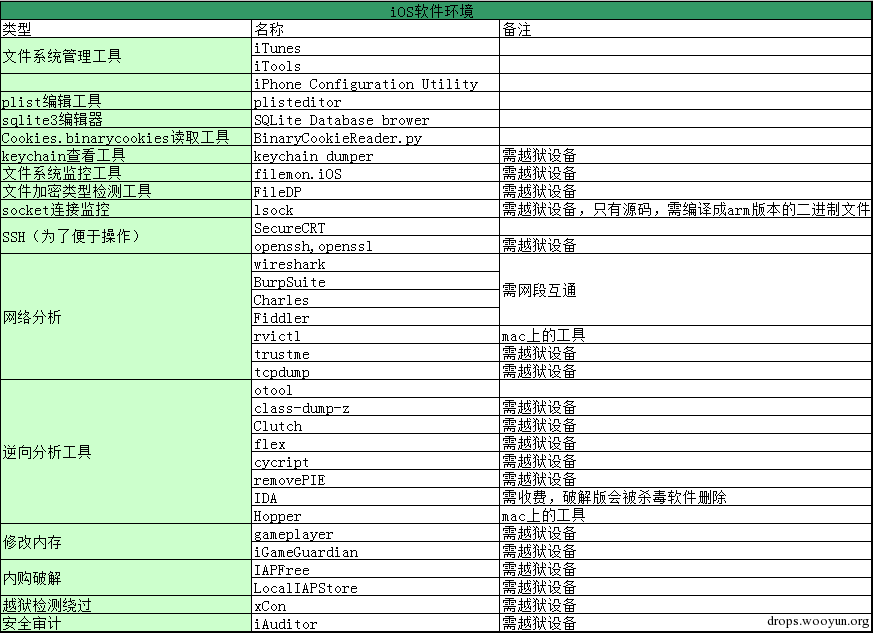 iOS软件环境
类型 名称 备注
文件系统管理工具 iTunes
iTools
iPhone Configuration Utility
plist编辑工具 plisteditor
sqlite3编辑器 SQLite Database brower
Cookies.binarycookies读取工具 BinaryCookieReader.py
keychain查看工具 keychain dumper 需越狱设备
文件系统监控工具 filemon.iOS 需越狱设备
文件加密类型检测工具 FileDP 需越狱设备
socket连接监控 lsock 需越狱设备，只有源码，需编译成arm版本的二进制文件
SSH（为了便于操作） SecureCRT
openssh,openssl 需越狱设备
网络分析 wireshark 需网段互通
BurpSuite
Charles
Fiddler
rvictl mac上的工具
trustme 需越狱设备
tcpdump 需越狱设备
逆向分析工具 otool
class-dump-z 需越狱设备
Clutch 需越狱设备
flex 需越狱设备
cycript 需越狱设备
removePIE 需越狱设备
IDA 需收费，破解版会被杀毒软件删除
Hopper mac上的工具
修改内存 gameplayer 需越狱设备
iGameGuardian 需越狱设备
内购破解 IAPFree 需越狱设备
LocalIAPStore 需越狱设备
越狱检测绕过 xCon 需越狱设备
安全审计 iAuditor 需越狱设备
drops.wooyun.org